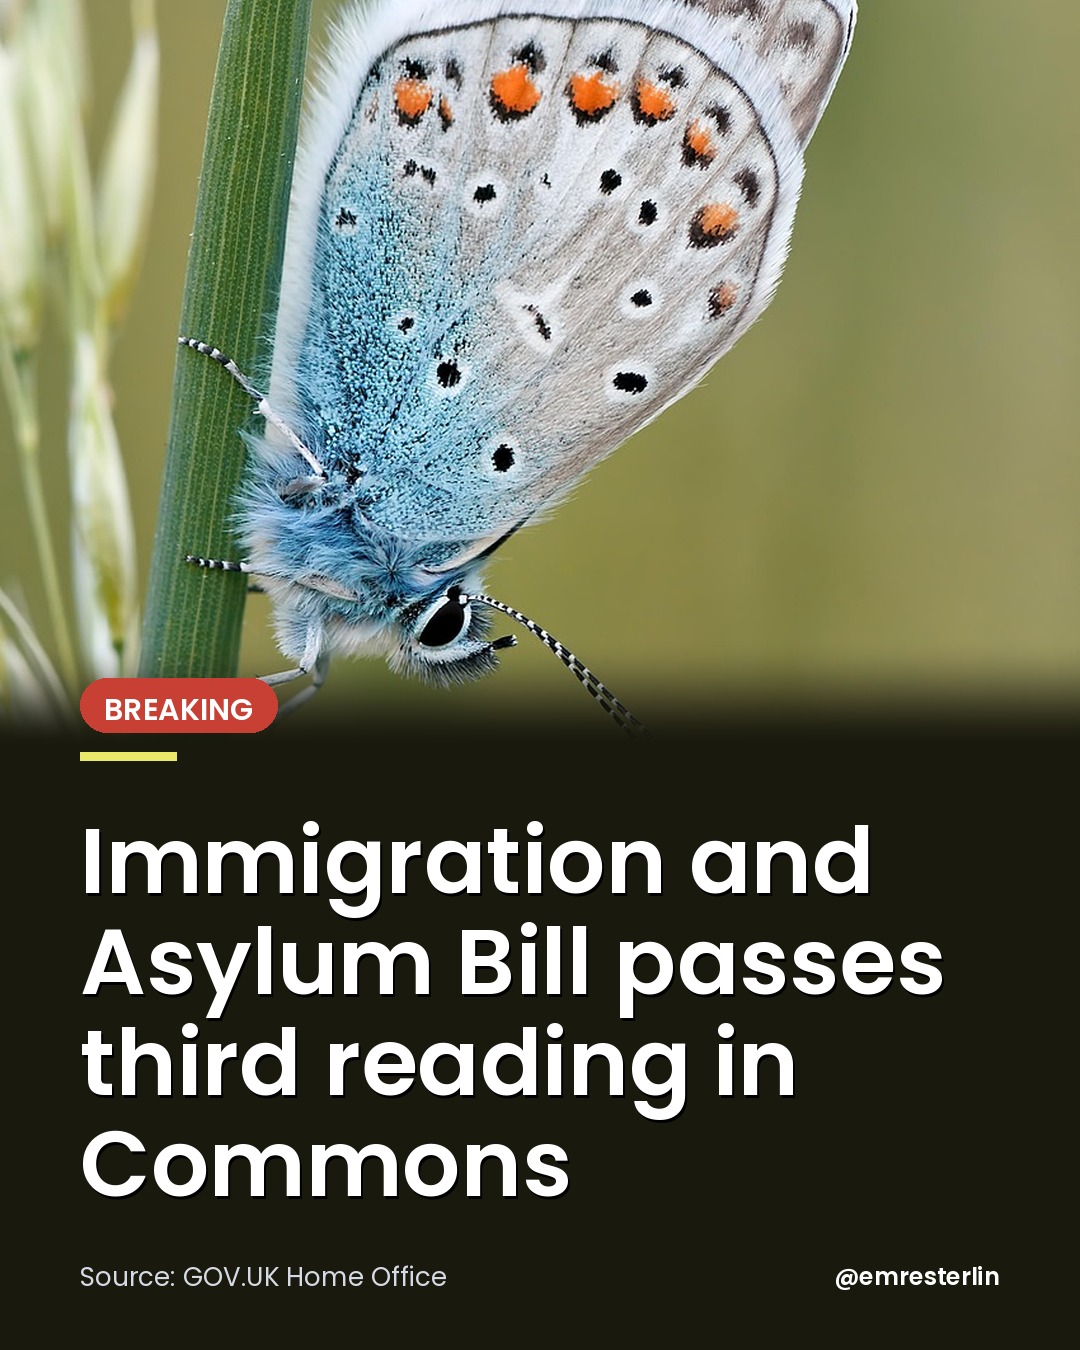 BREAKING
Immigration and
Asylum Bill passes
third reading in
Commons
Source: GOV.UK Home Office
@emresterlin